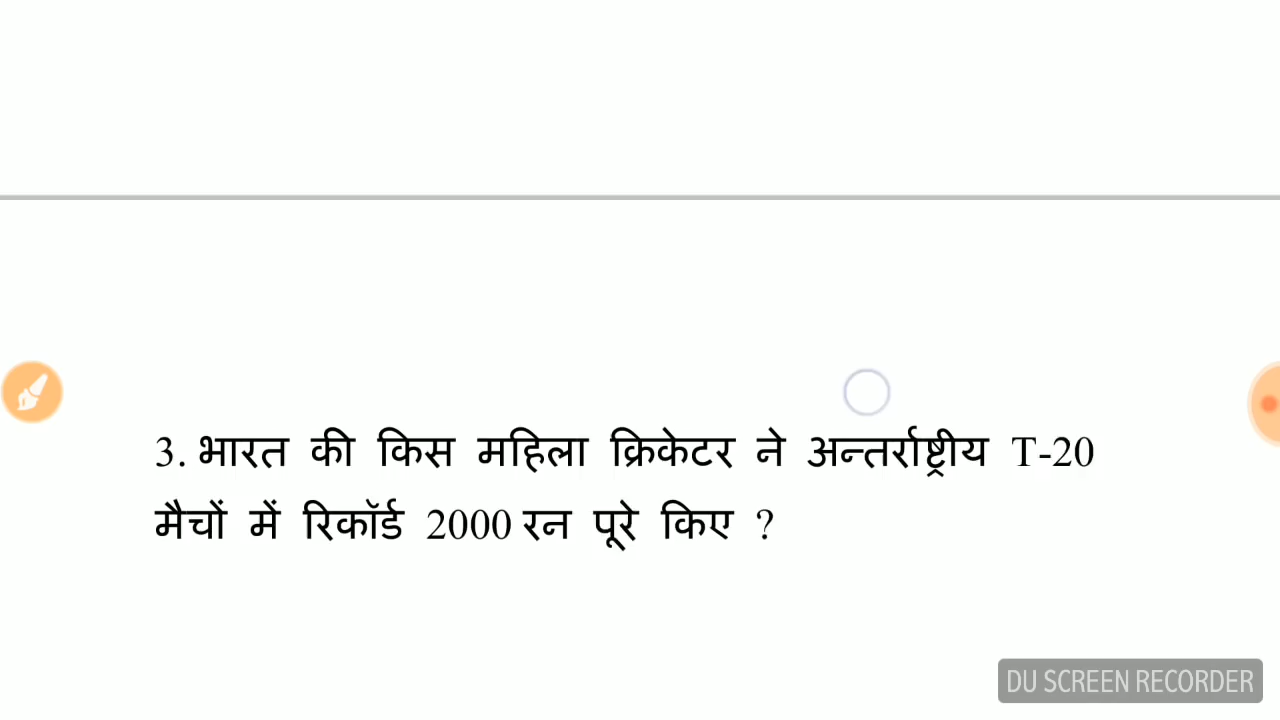 3. भारत की किस महिला क्रिकेटर ने अन्तर्राष्ट्रीय T-20
मैचों में रिकॉर्ड 2000 रन पूरे किए ?
DU SCREEN RECORDER